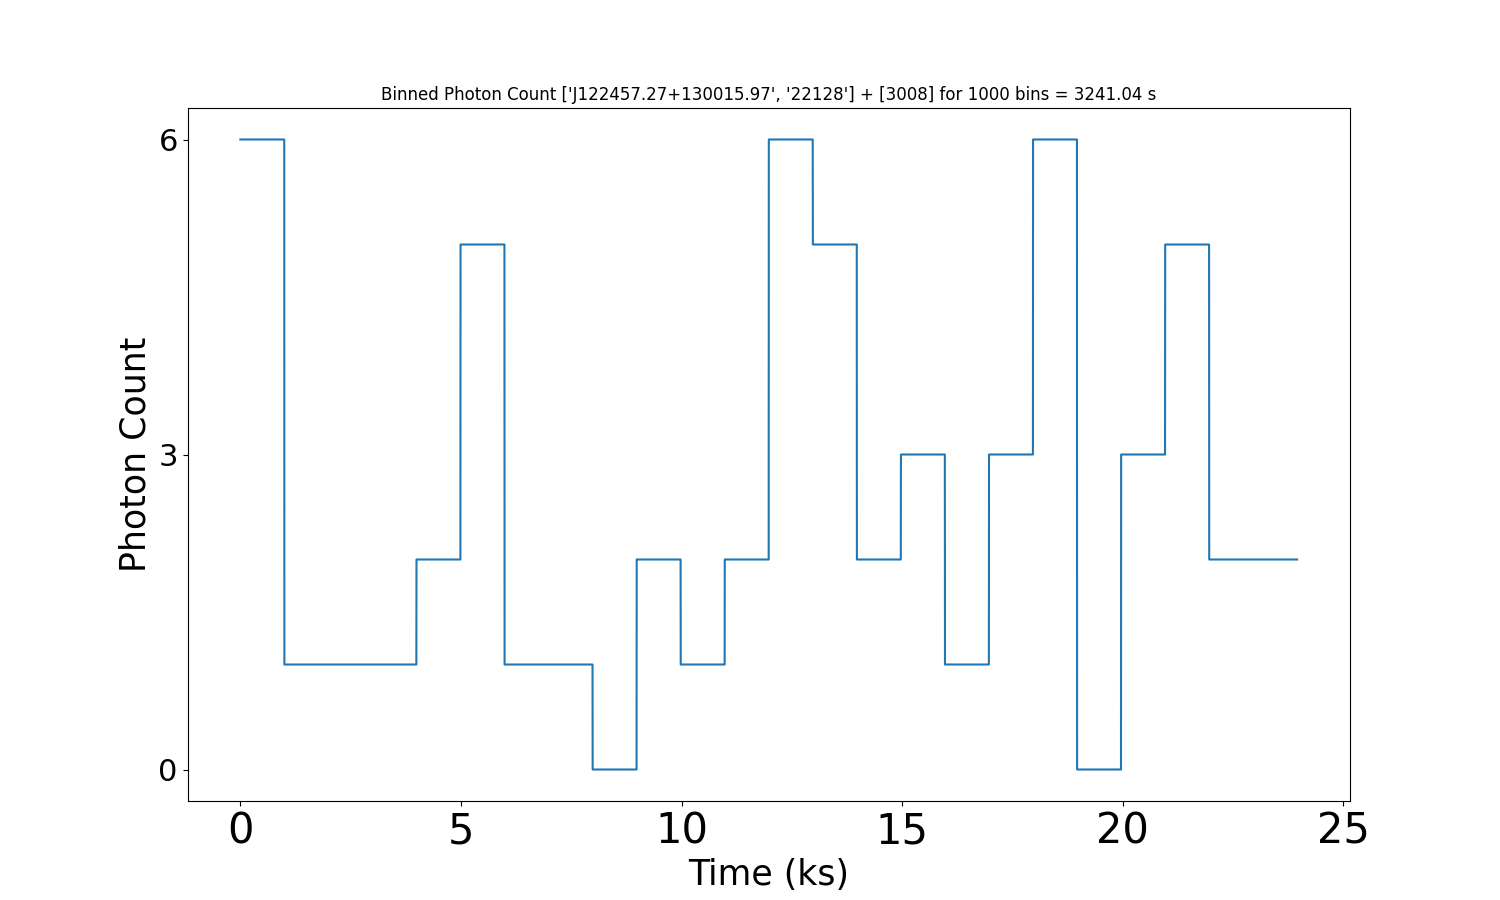 Binned Photon Count ['J122457.27+130015.97', '22128'] + [3008] for 1000 bins = 3241.04 s
6
3
0
Photon Count
0 5 10 15 20 25
Time (ks)